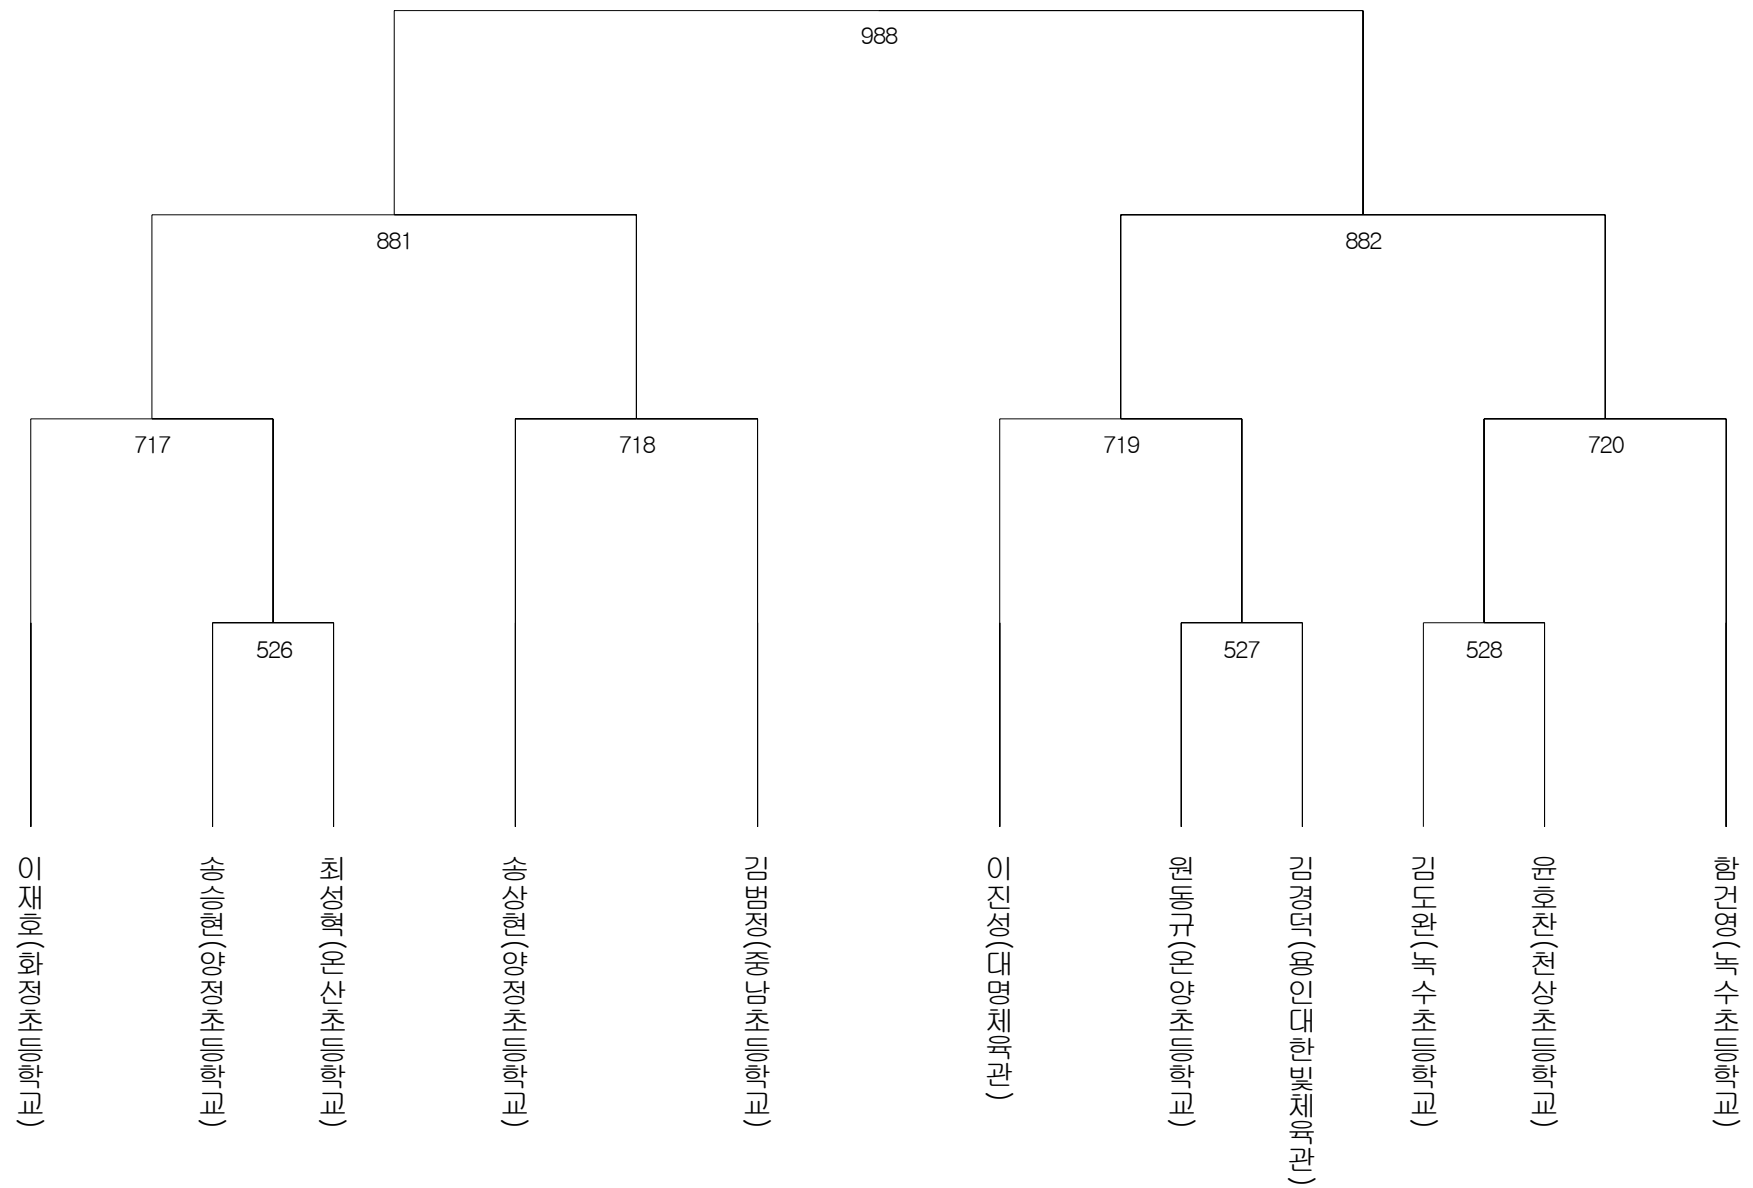 988
881
882
717
718
719
720
526
527
528
이재호(화정초등학교)
송승현(양정초등학교)
최성혁(온산초등학교)
송상현(양정초등학교)
김범정(중남초등학교)
이진성(대명체육관)
원동규(온양초등학교)
김경덕(용인대한빛체육관)
김도완(녹수초등학교)
윤호찬(천상초등학교)
함건영(녹수초등학교)